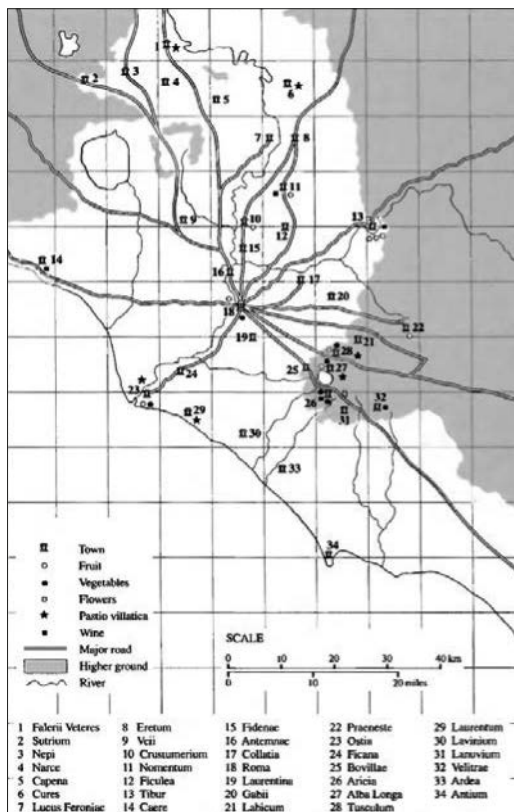 1
2
3
4
5
6
7
8
11
13
9
10
12
15
14
16
17
20
18
22
19
21
28
25
27
24
23
26
32
29
31
30
33
34
Town
Fruit
Vegetables
Flowers
Pastio villatica
Wine
Major road
Higher ground
River
SCALE
0 10 20 30 40 km
0 10 20 miles
1 Falerii Veteres
2 Sutrium
3 Nepi
4 Narce
5 Capena
6 Cures
7 Lucus Feroniae
8 Eretum
9 Veii
10 Crustumerium
11 Nomentum
12 Ficulea
13 Tibur
14 Caere
15 Fidenae
16 Antemnae
17 Collatia
18 Roma
19 Laurentina
20 Gabii
21 Labicum
22 Praeneste
23 Ostia
24 Ficana
25 Bovillae
26 Aricia
27 Alba Longa
28 Tusculum
29 Laurentum
30 Lavinium
31 Lanuvium
32 Velitrae
33 Ardea
34 Antium